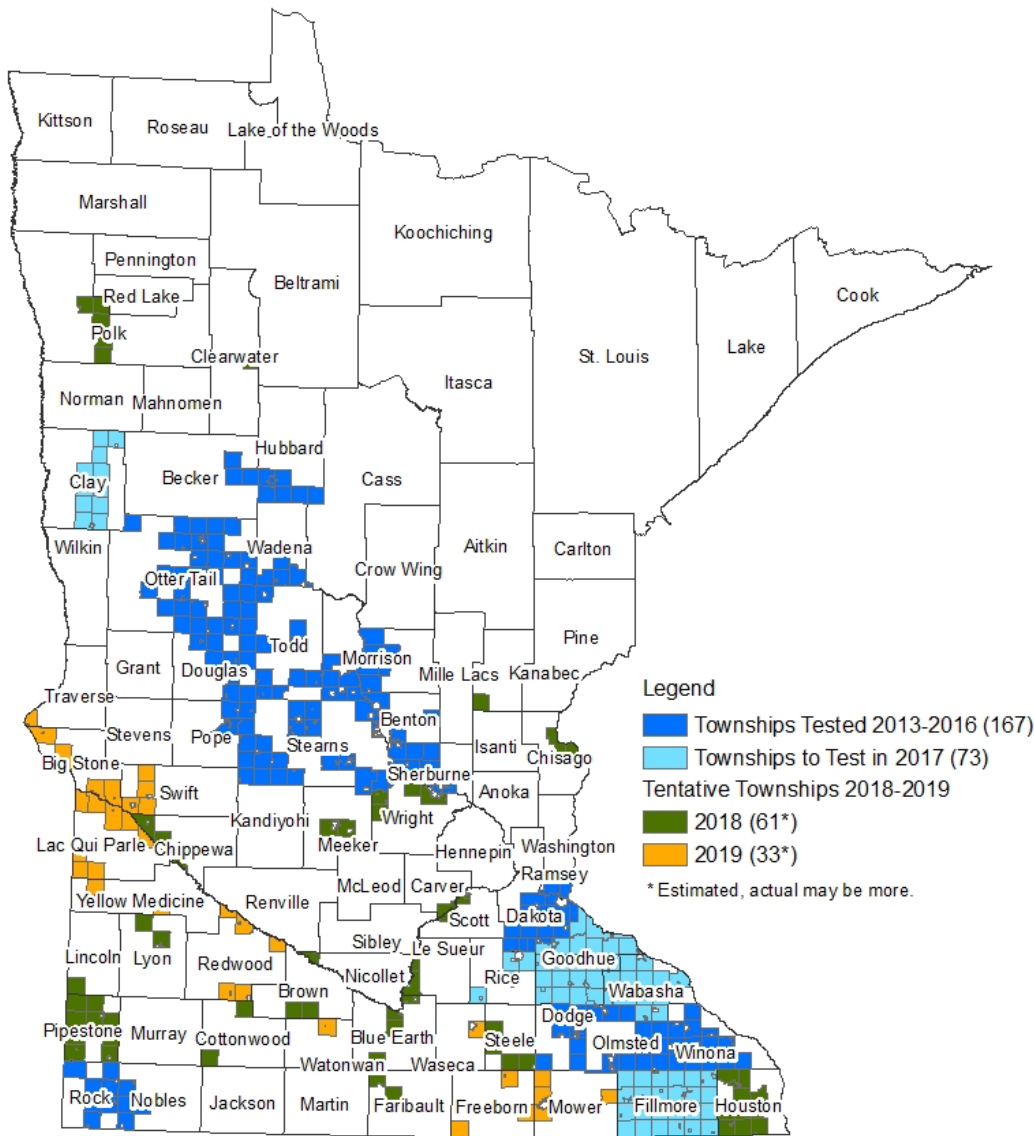 Kittson
Roseau
Lake of the Woods
Marshall
Koochiching
Pennington
Beltrami
Red Lake
Cook
Polk
Clearwater
St. Louis
Lake
Itasca
Norman
Mahnomen
Hubbard
Clay
Becker
Cass
Wilkin
Wadena
Aitkin
Carlton
Crow Wing
Otter Tail
Pine
Todd
Grant
Douglas
Morrison
Mille Lacs
Kanabec
Traverse
Benton
Stevens
Pope
Stearns
Isanti
Chisago
Big Stone
Sherburne
Swift
Anoka
Kandiyohi
Wright
Lac Qui Parle
Chippewa
Meeker
Hennepin
Washington
Ramsey
McLeod
Carver
Yellow Medicine
Renville
Scott
Dakota
Sibley
Le Sueur
Lincoln
Lyon
Redwood
Nicollet
Rice
Goodhue
Brown
Wabasha
Pipestone
Murray
Cottonwood
Blue Earth
Steele
Dodge
Olmsted
Winona
Watonwan
Waseca
Rock
Nobles
Jackson
Martin
Faribault
Freeborn
Mower
Fillmore
Houston
Legend
Townships Tested 2013-2016 (167)
Townships to Test in 2017 (73)
Tentative Townships 2018-2019
2018 (61*)
2019 (33*)
* Estimated, actual may be more.